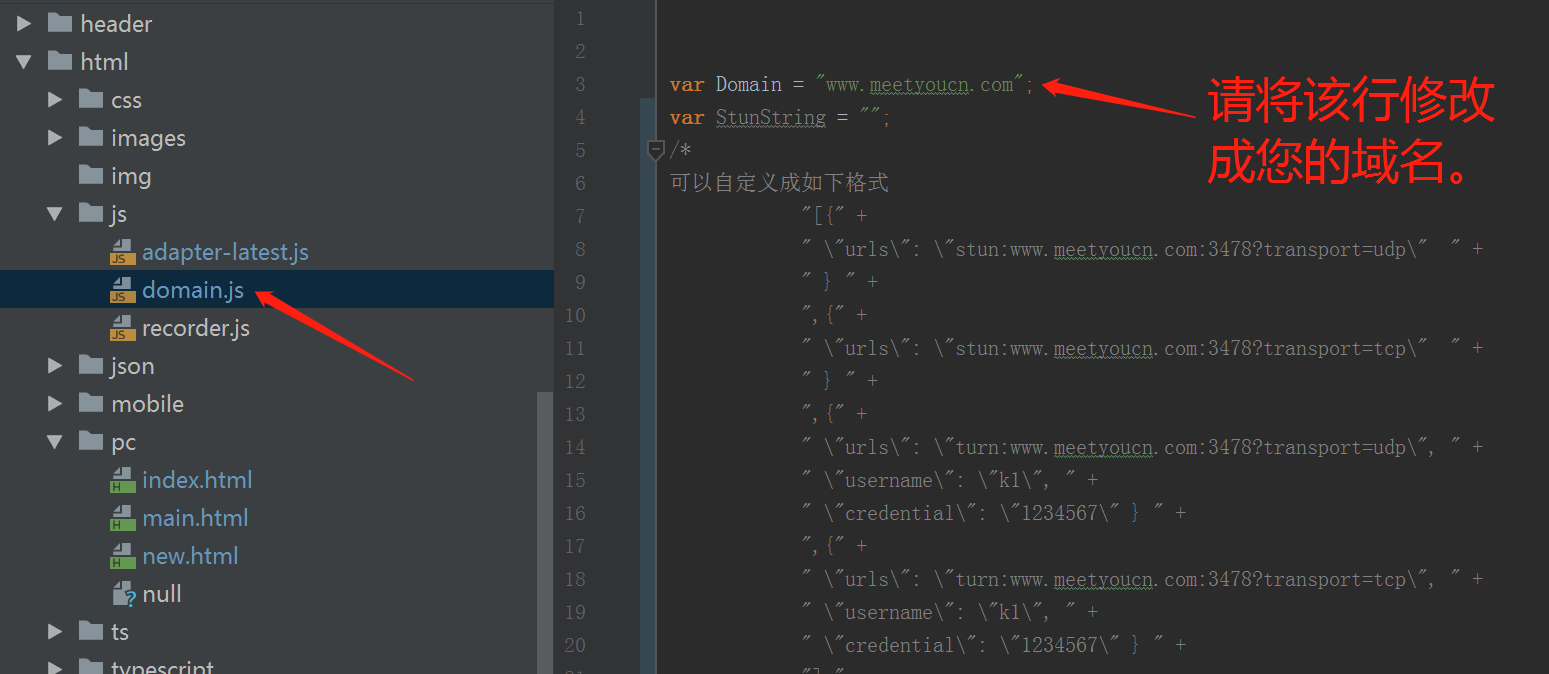 header
html
css
images
img
js
adapter-latest.js
domain.js
recorder.js
json
mobile
pc
index.html
main.html
new.html
null
ts
typescript
1
2
3 var Domain = "www.meetyoucn.com";
4 var StunString = "";
5 /*
6 可以自定义成如下格式
7 "[{" +
8 " \"urls\": \"stun:www.meetyoucn.com:3478?transport=udp\"  " +
9 " } " +
10 ",{" +
11 " \"urls\": \"stun:www.meetyoucn.com:3478?transport=tcp\"  " +
12 " } " +
13 ",{" +
14 " \"urls\": \"turn:www.meetyoucn.com:3478?transport=udp\", " +
15 " \"username\": \"k1\", " +
16 " \"credential\": \"1234567\" } " +
17 ",{" +
18 " \"urls\": \"turn:www.meetyoucn.com:3478?transport=tcp\", " +
19 " \"username\": \"k1\", " +
20 " \"credential\": \"1234567\" } " +
请将该行修改
成您的域名。